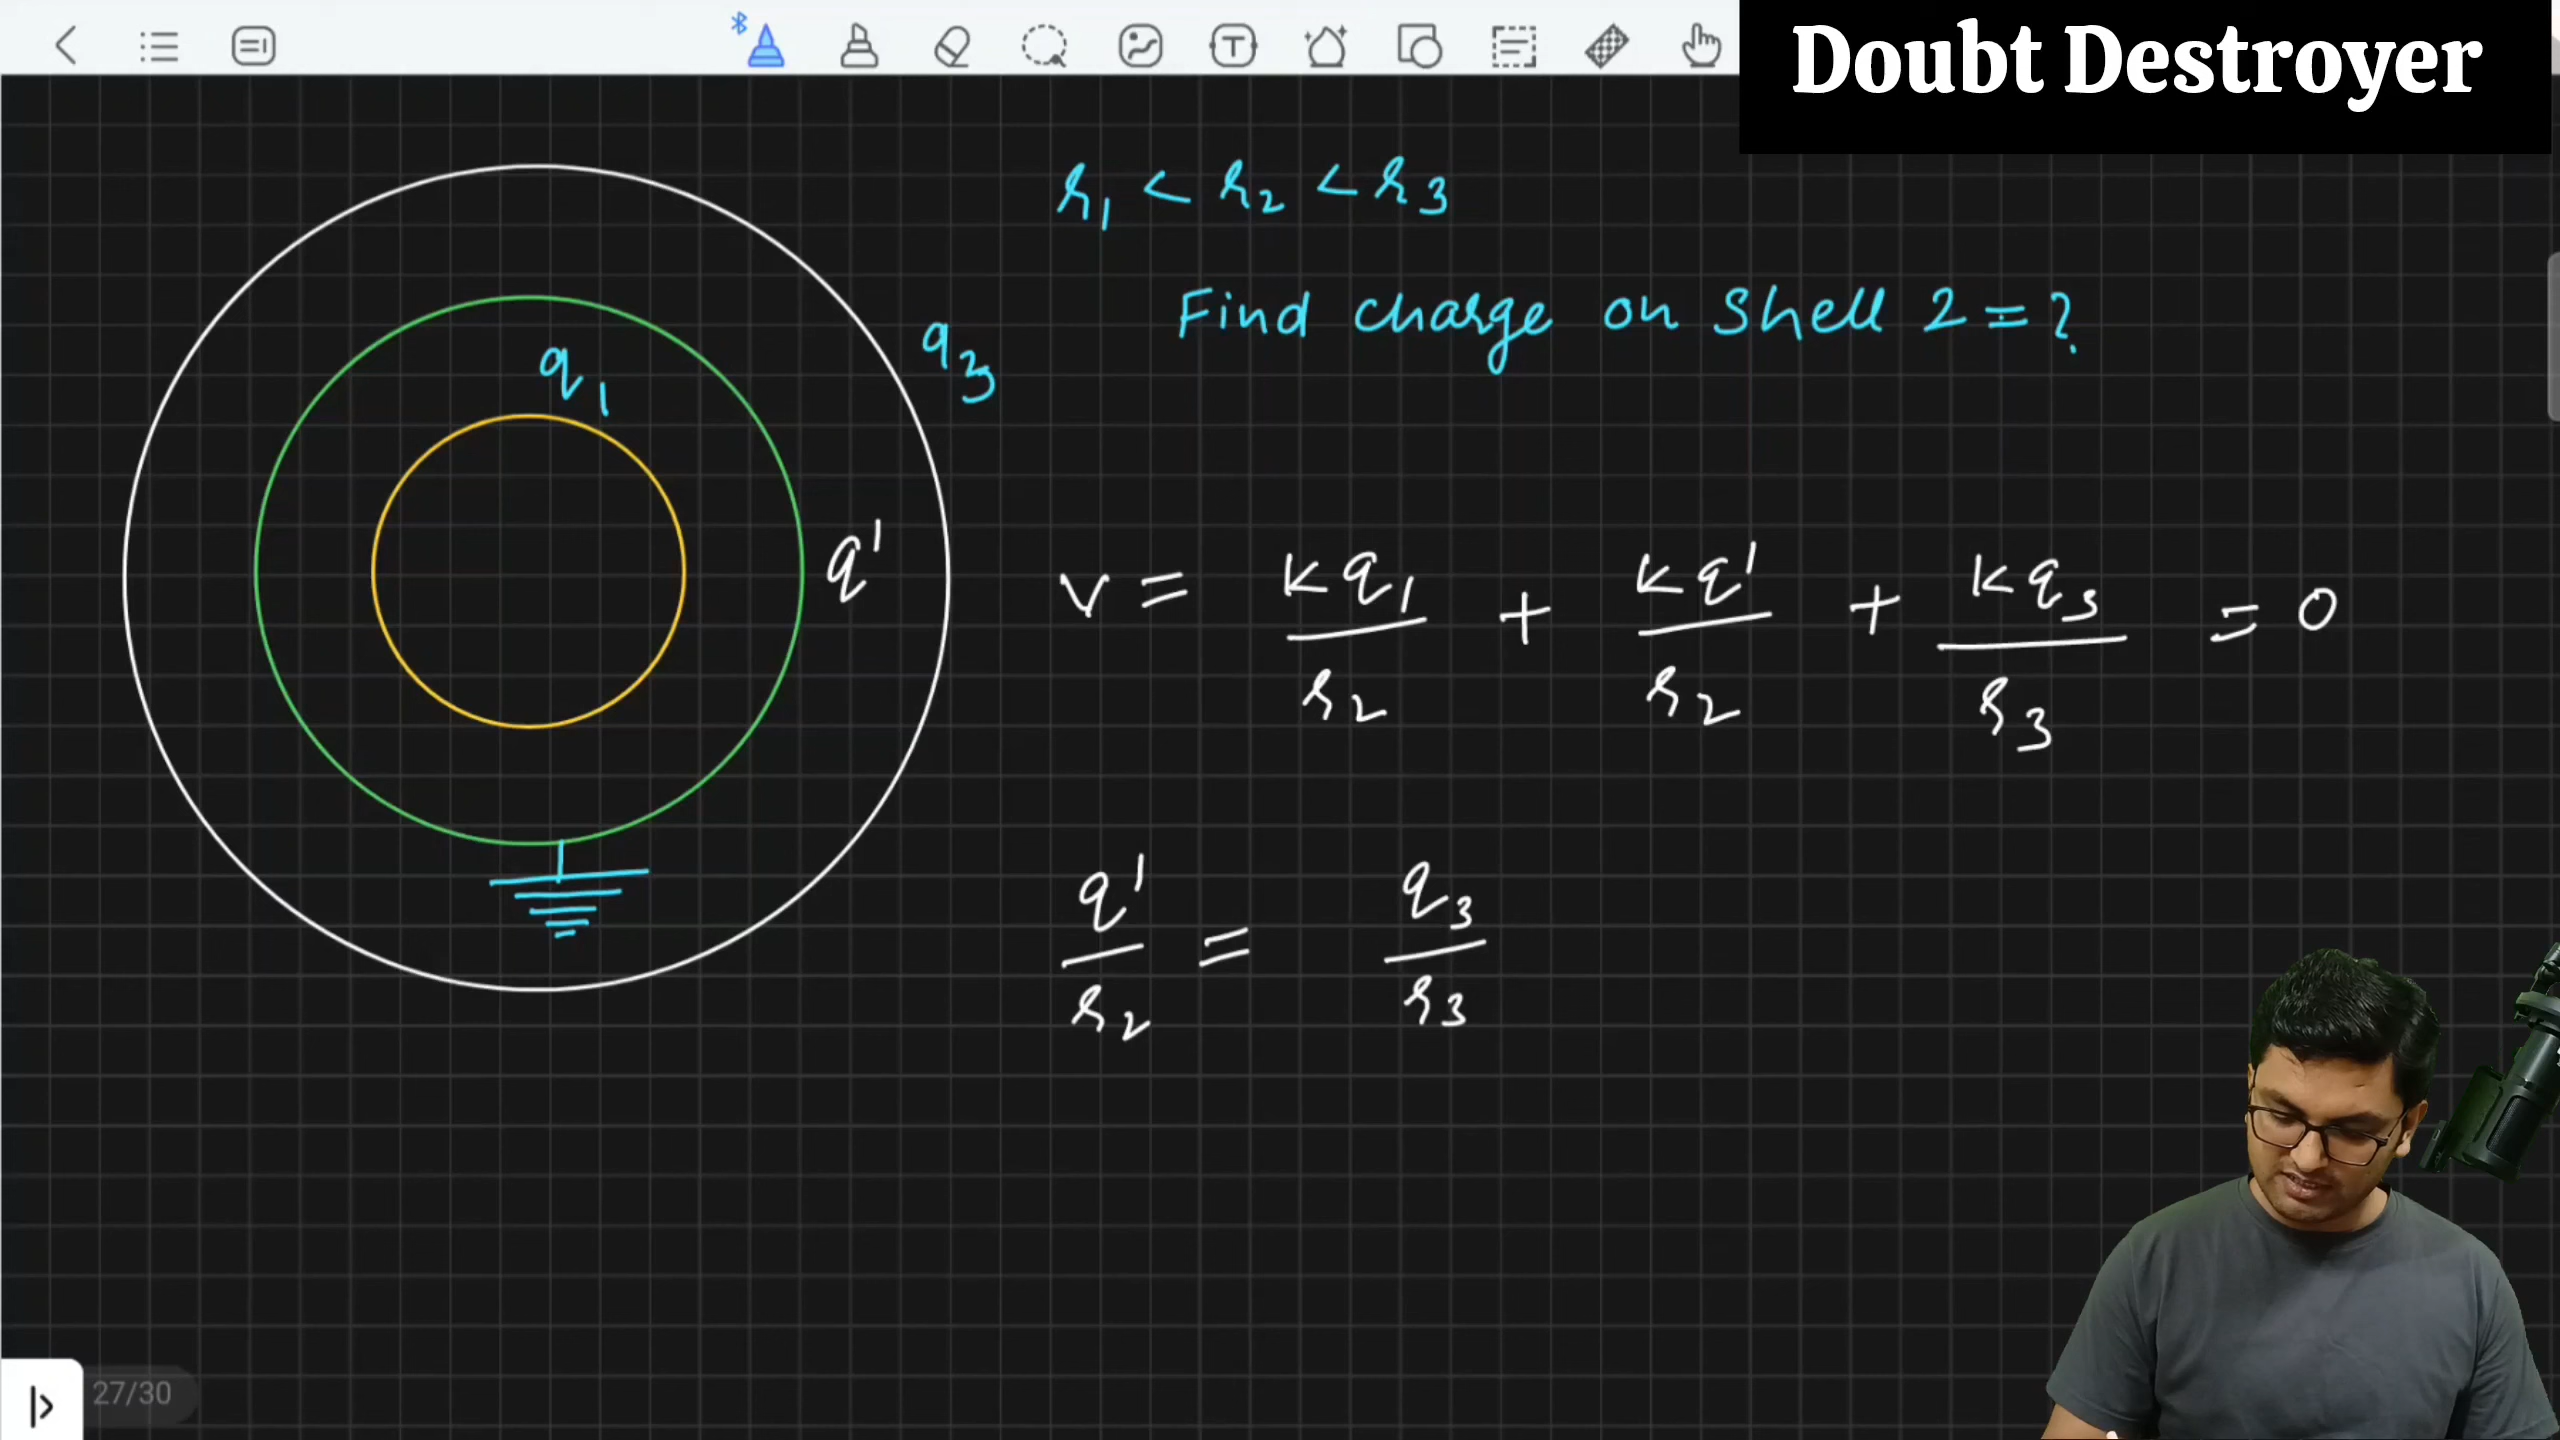 Doubt Destroyer
r₁ < r₂ < r₃
Find charge on Shell 2 = ?
q₃
q₁
q'
v = kq₁/r₂ + kq'/r₂ + kq₃/r₃ = 0
q'/r₂ = q₃/r₃
27/30